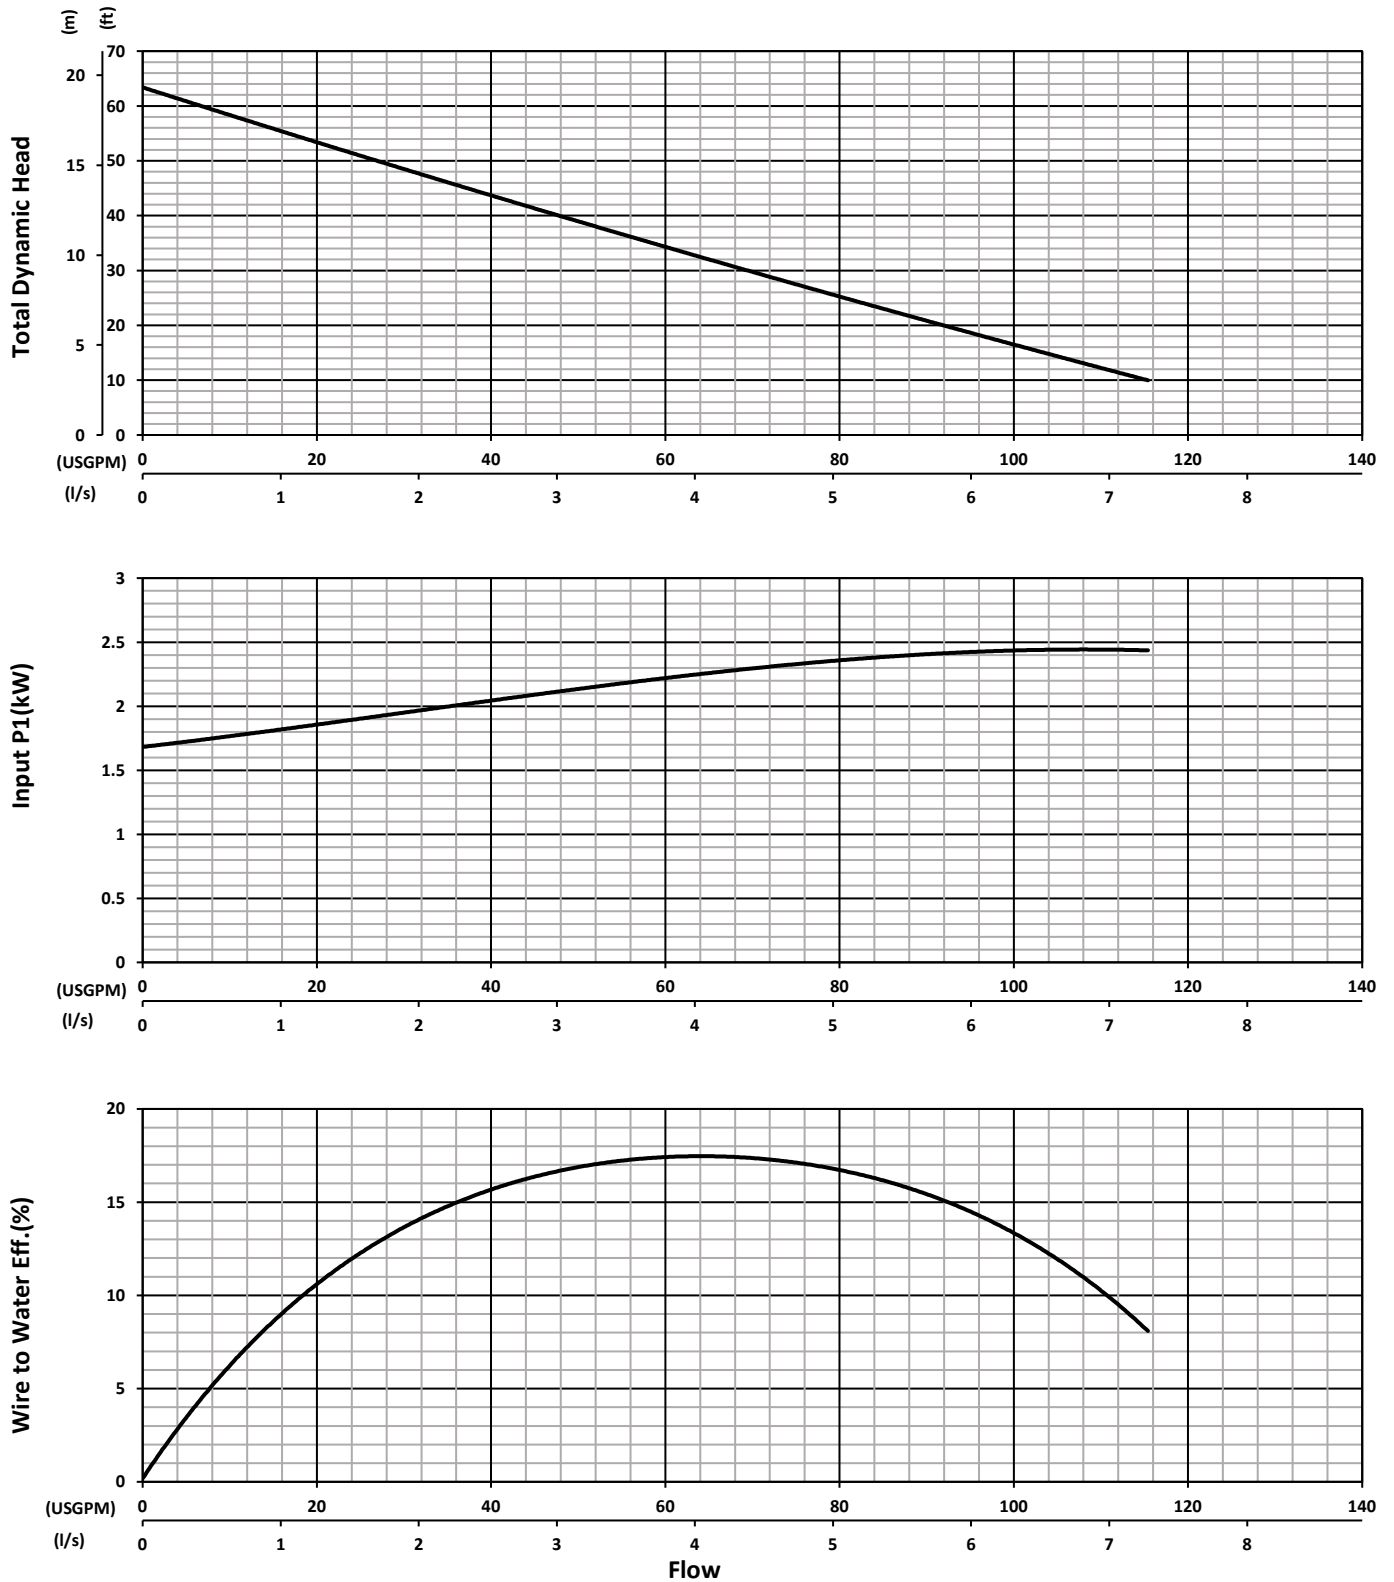 (m) (ft)
Total Dynamic Head
20
15
10
5
0
70
60
50
40
30
20
10
0
(USGPM) 0 20 40 60 80 100 120 140
(l/s) 0 1 2 3 4 5 6 7 8
Input P1(kW)
3
2.5
2
1.5
1
0.5
0
(USGPM) 0 20 40 60 80 100 120 140
(l/s) 0 1 2 3 4 5 6 7 8
Wire to Water Eff.(%)
20
15
10
5
0
(USGPM) 0 20 40 60 80 100 120 140
(l/s) 0 1 2 3 4 5 6 7 8
Flow